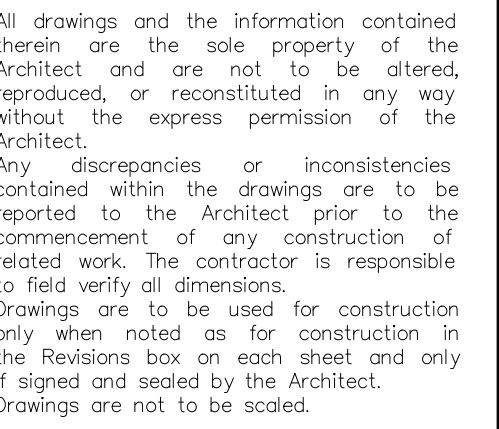 All drawings and the information contained
therein are the sole property of the
Architect and are not to be altered,
reproduced, or reconstituted in any way
without the express permission of the
Architect.
Any discrepancies or inconsistencies
contained within the drawings are to be
reported to the Architect prior to the
commencement of any construction of
related work. The contractor is responsible
to field verify all dimensions.
Drawings are to be used for construction
only when noted as for construction in
the Revisions box on each sheet and only
if signed and sealed by the Architect.
Drawings are not to be scaled.